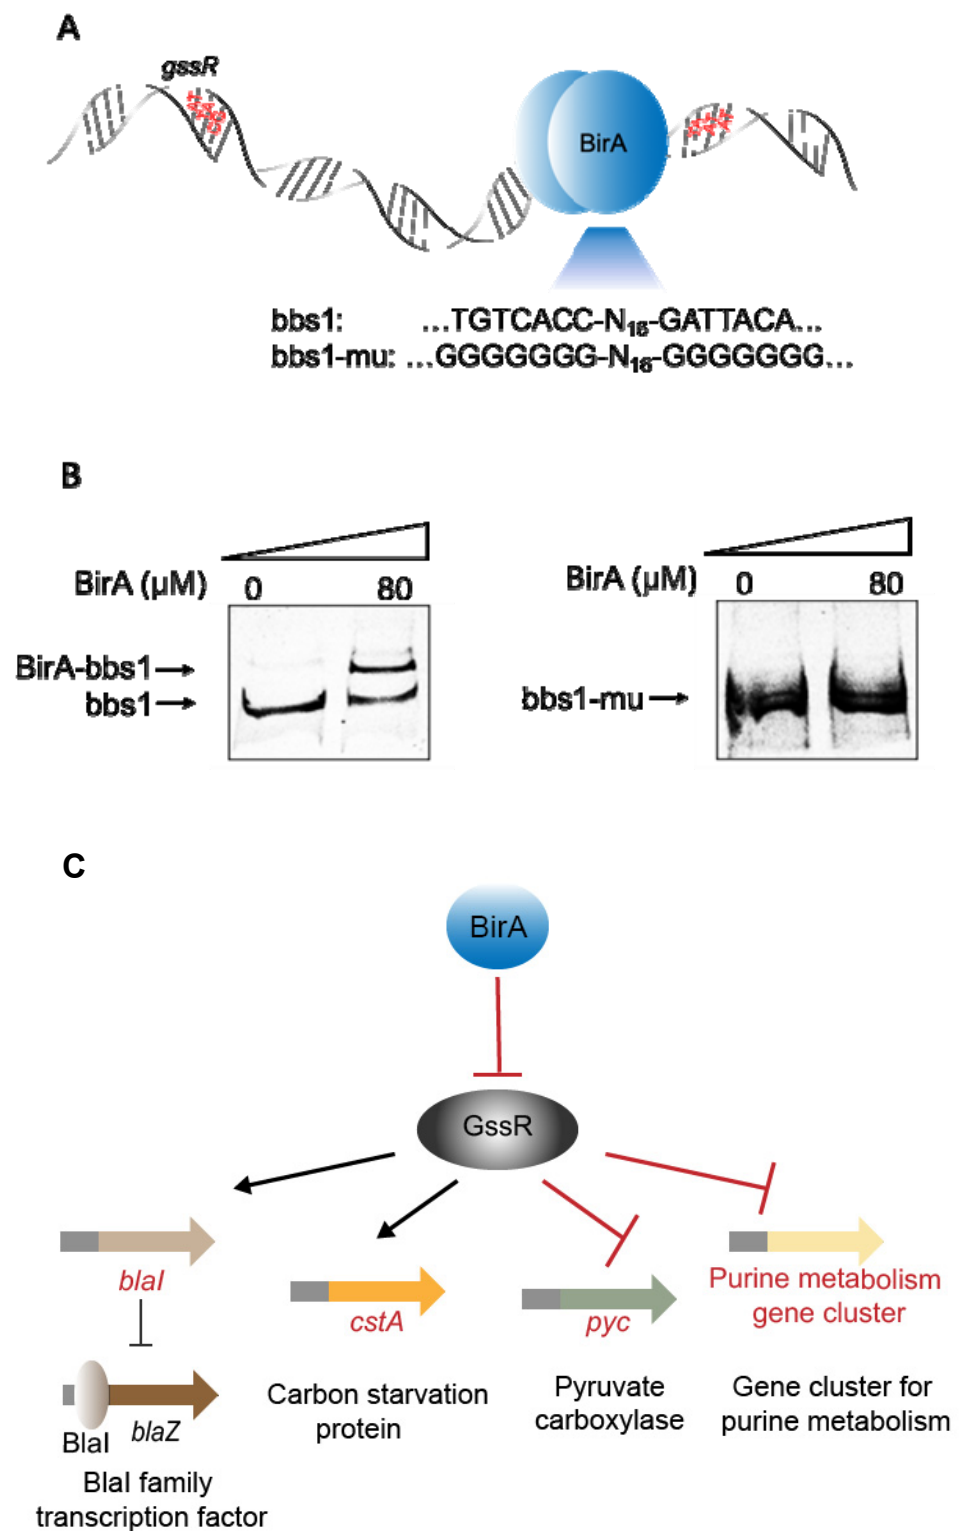 A
gssR
BirA
bbs1: ...TGTCACC-N16-GATTACA...
bbs1-mu: ...GGGGGGG-N16-GGGGGGG...
B
BirA (μM) 0 80
BirA-bbs1
bbs1
BirA (μM) 0 80
bbs1-mu
C
BirA
GssR
blaI
cstA
pyc
Purine metabolism
gene cluster
BlaI
blaZ
BlaI family
transcription factor
Carbon starvation
protein
Pyruvate
carboxylase
Gene cluster for
purine metabolism